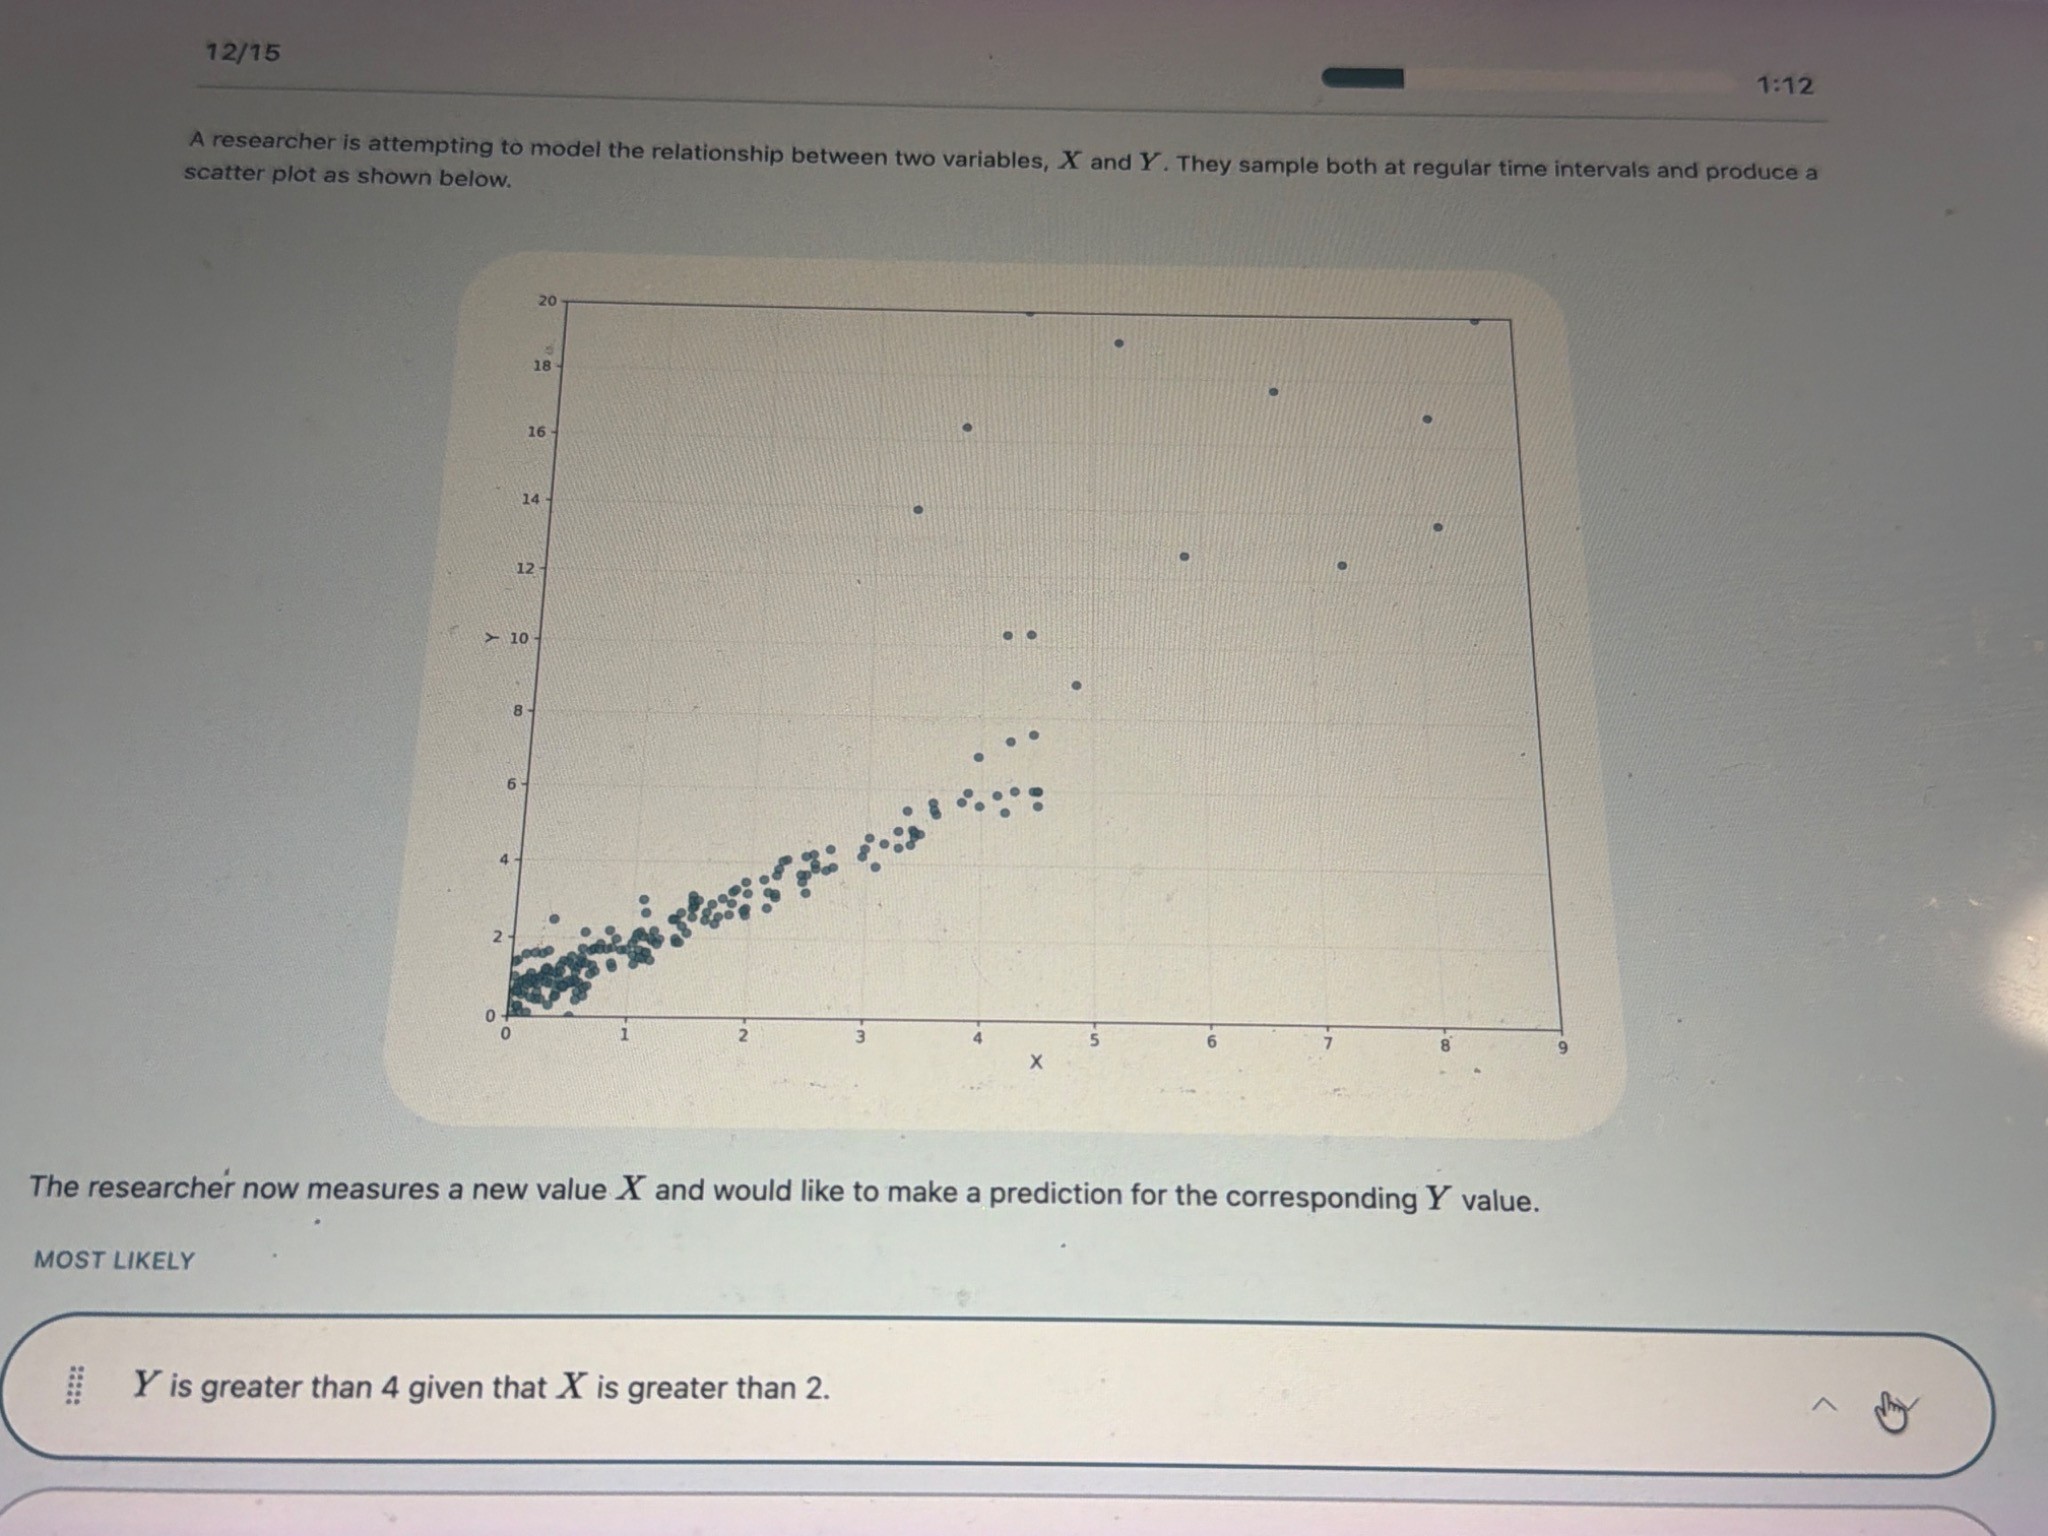 12/15
1:12
A researcher is attempting to model the relationship between two variables, X and Y. They sample both at regular time intervals and produce a
scatter plot as shown below.
20
18
16
14
12
Y 10
8
6
4
2
0
0 1 2 3 4 5 6 7 8 9
X
The researcher now measures a new value X and would like to make a prediction for the corresponding Y value.
MOST LIKELY
Y is greater than 4 given that X is greater than 2.